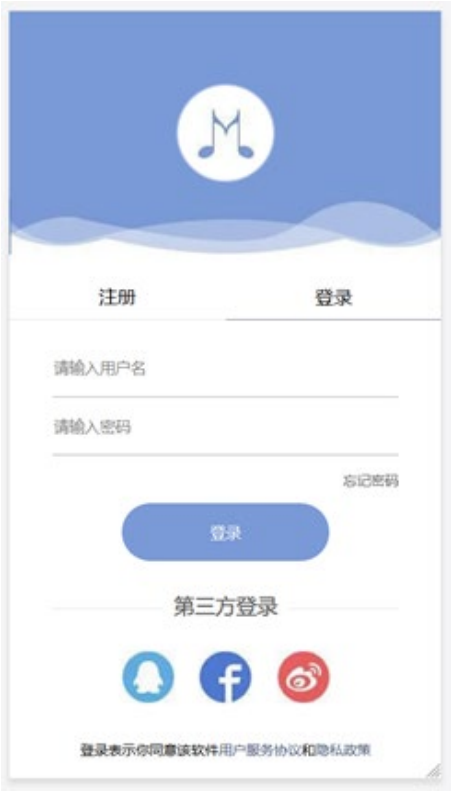 注册 登录
请输入用户名
请输入密码
忘记密码
登录
第三方登录
登录表示你同意该软件用户服务协议和隐私政策